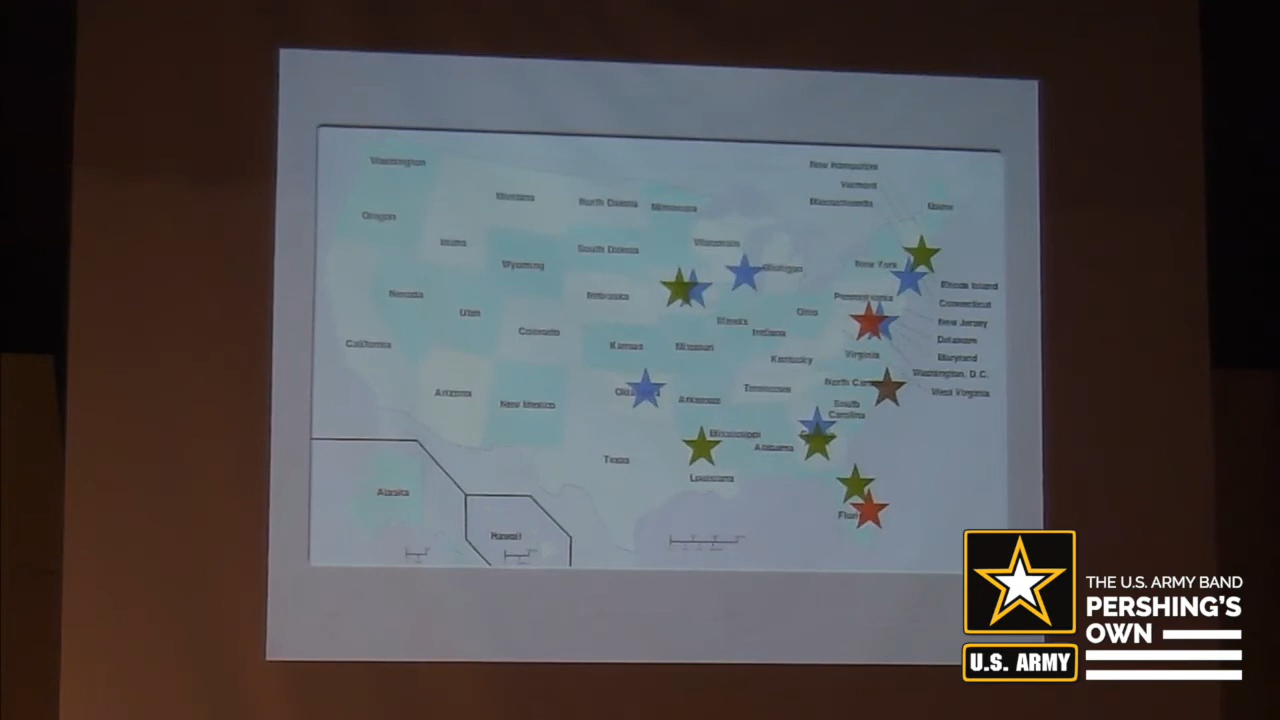 Washington
Oregon
Idaho
Montana
North Dakota
Minnesota
South Dakota
Wyoming
Nebraska
Nevada
Utah
Colorado
California
Arizona
New Mexico
Kansas
Missouri
Wisconsin
Michigan
Illinois
Indiana
Ohio
Kentucky
Tennessee
Arkansas
Mississippi
Alabama
Louisiana
Texas
Alaska
Hawaii
New Hampshire
Vermont
Massachusetts
Maine
New York
Pennsylvania
Rhode Island
Connecticut
New Jersey
Delaware
Maryland
Virginia
Washington, D.C.
West Virginia
North Car
South
Carolina
Flori
U.S. ARMY
THE U.S. ARMY BAND
PERSHING'S
OWN